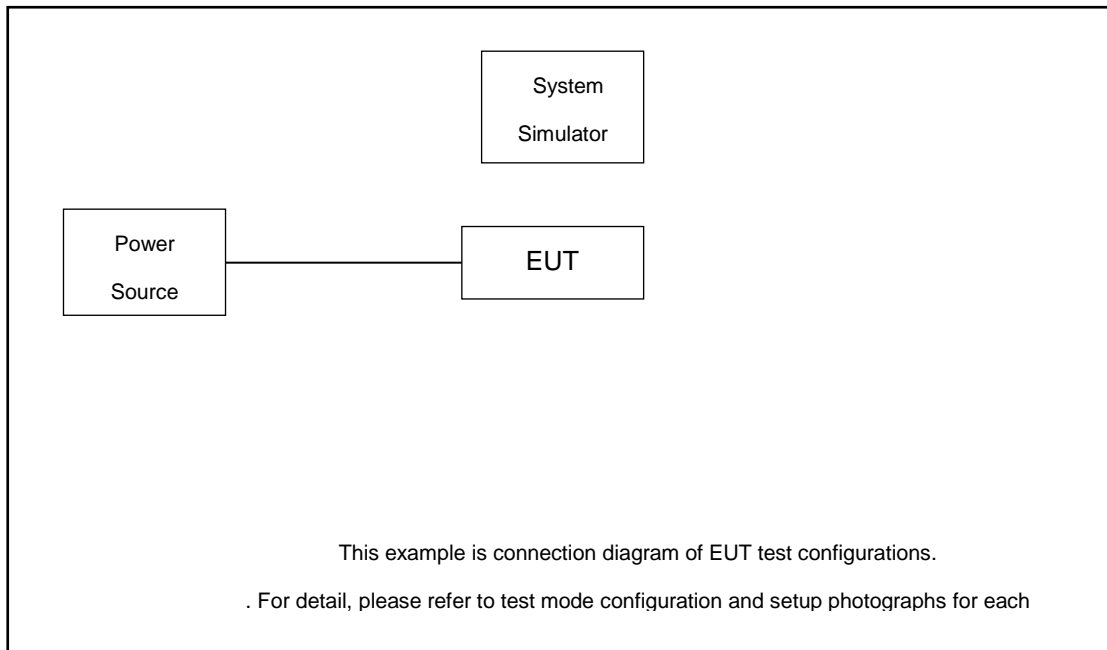 System
Simulator
Power
Source
EUT
This example is connection diagram of EUT test configurations.
. For detail, please refer to test mode configuration and setup photographs for each